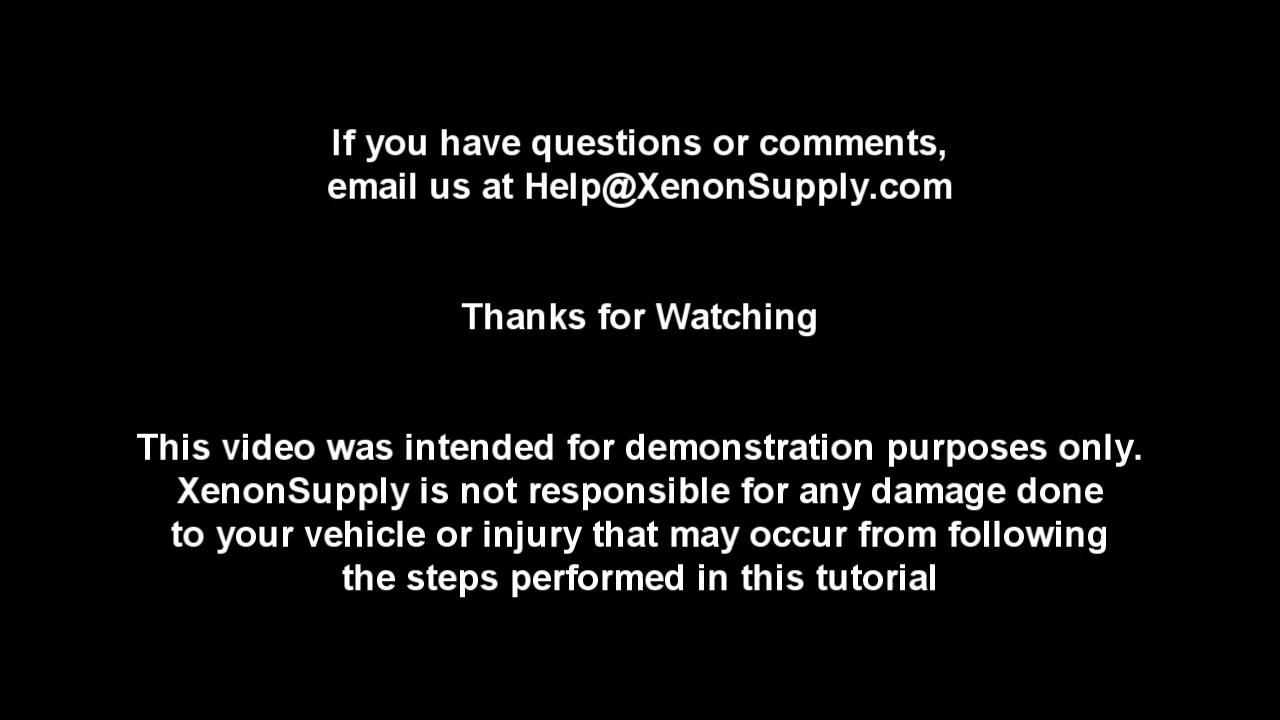 If you have questions or comments,
email us at Help@XenonSupply.com
Thanks for Watching
This video was intended for demonstration purposes only.
XenonSupply is not responsible for any damage done
to your vehicle or injury that may occur from following
the steps performed in this tutorial